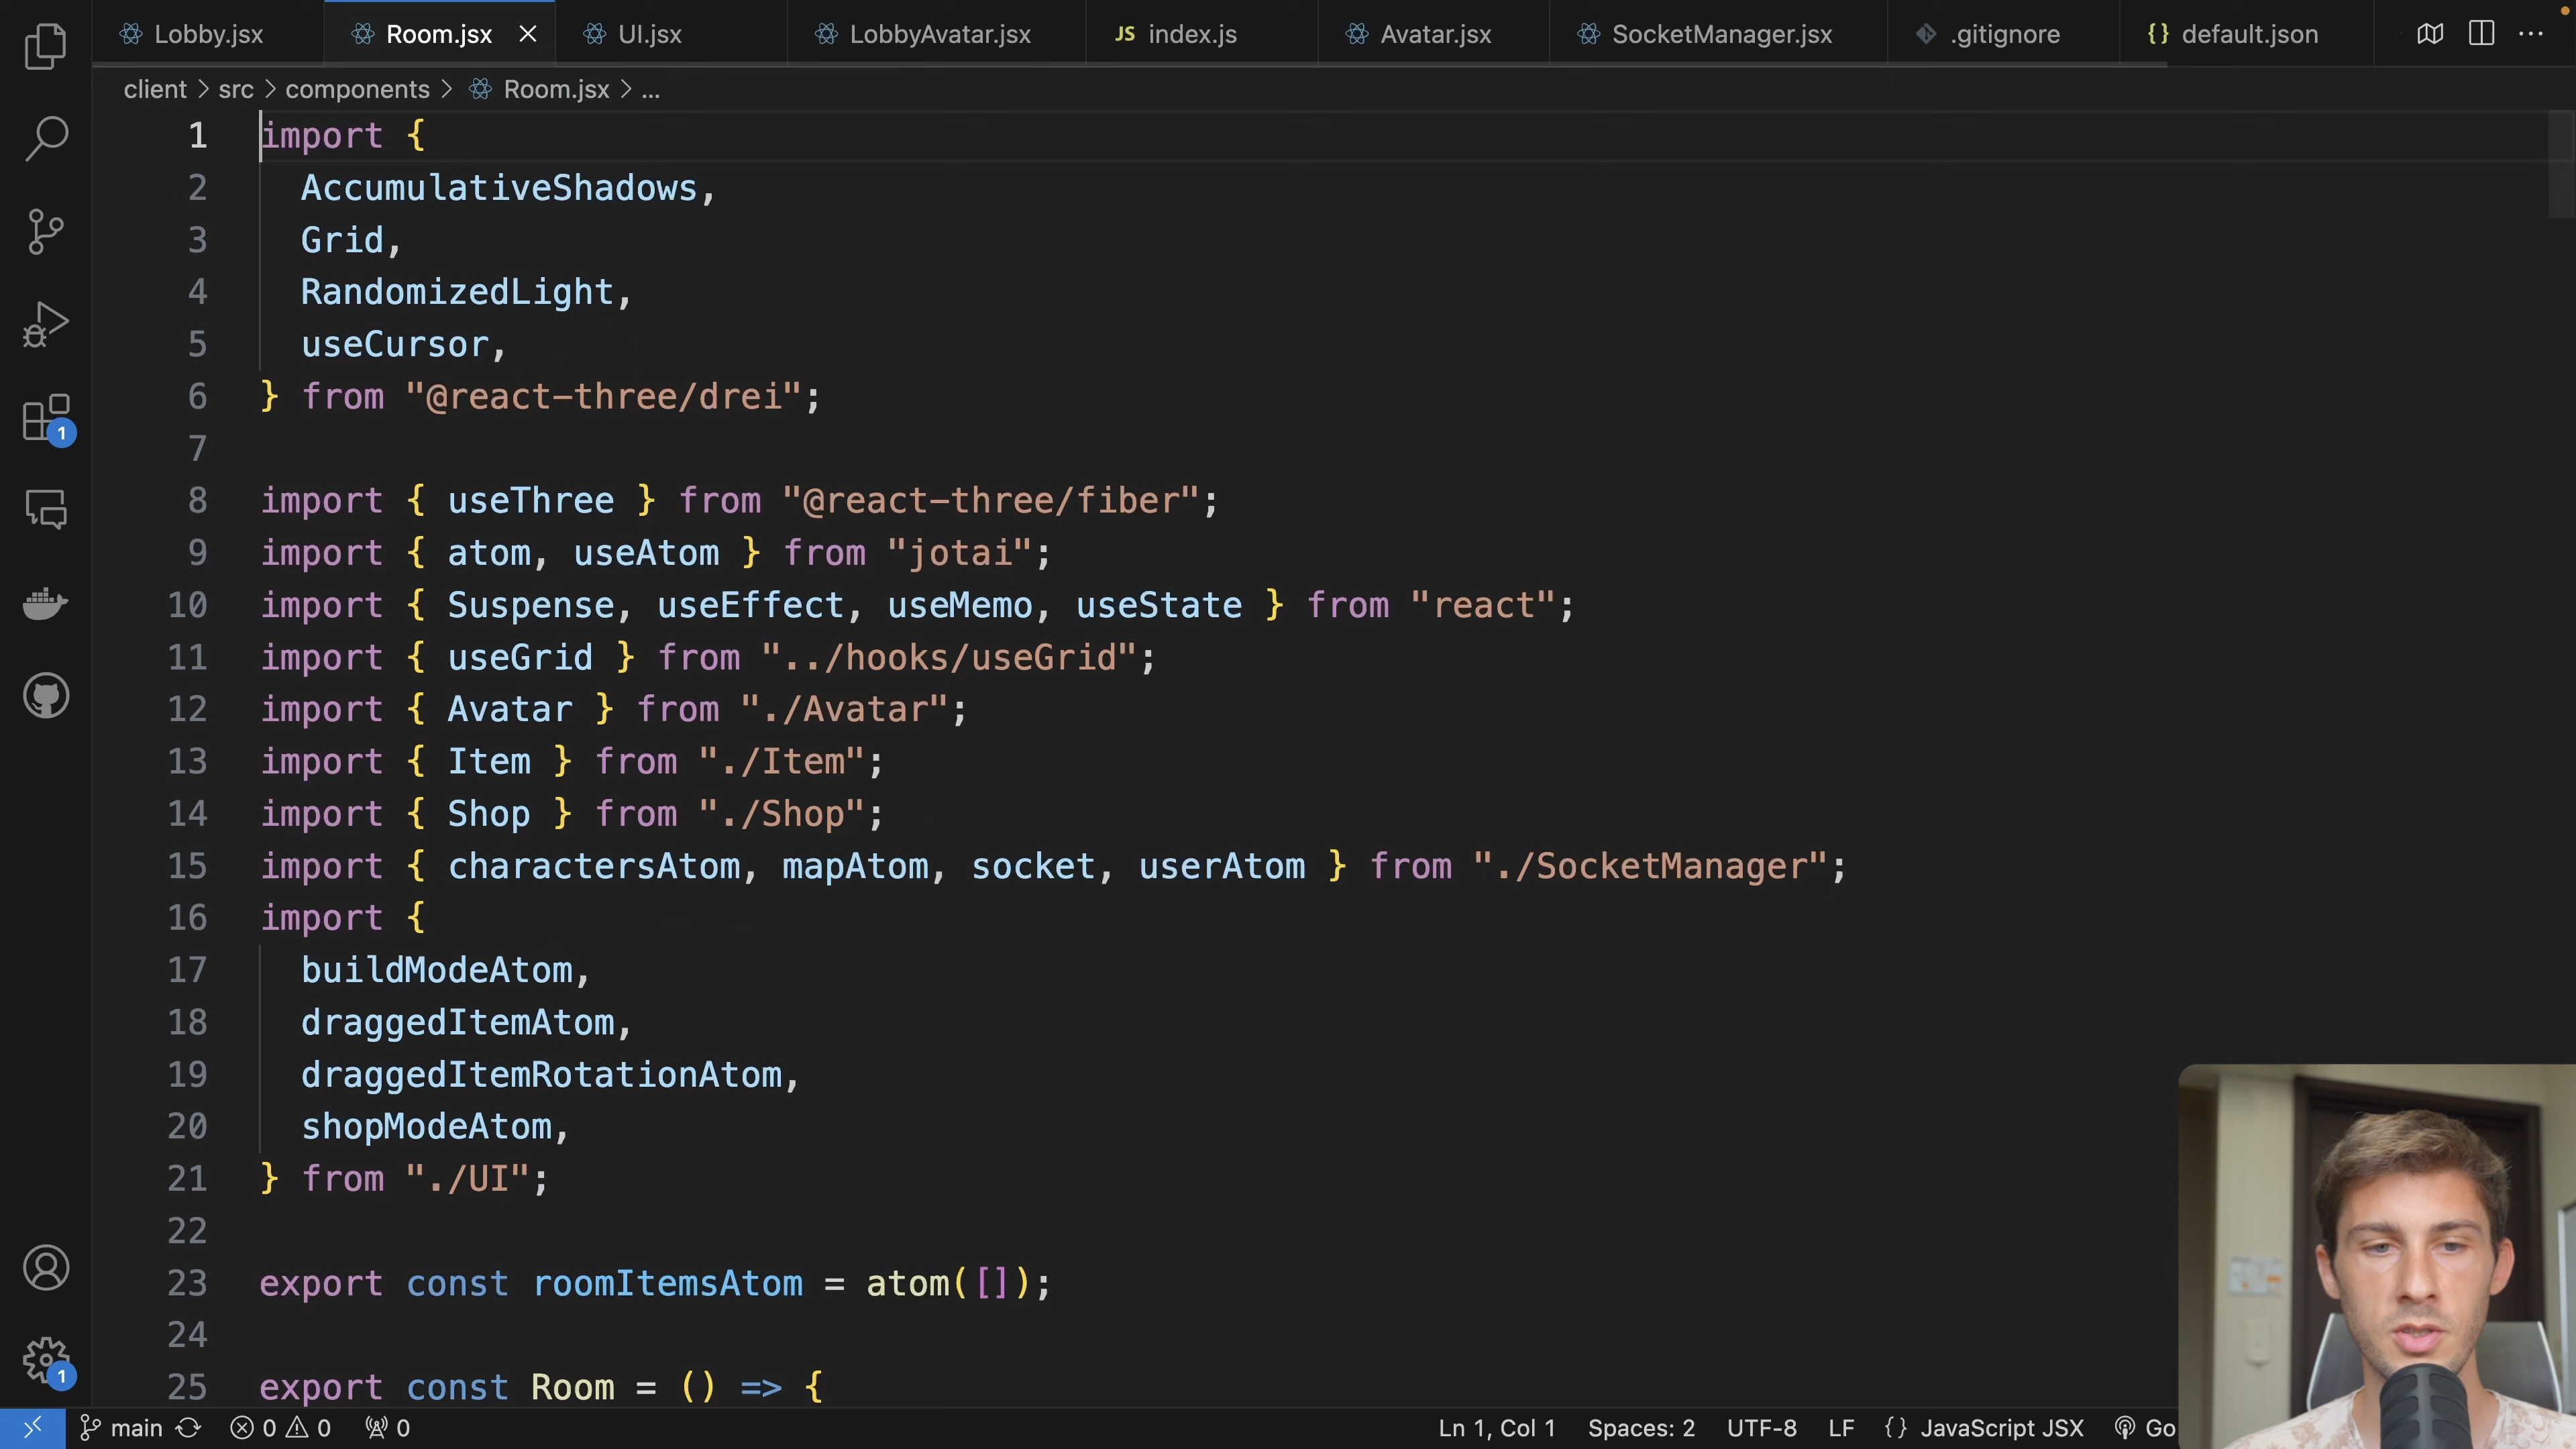 Lobby.jsx
Room.jsx
UI.jsx
LobbyAvatar.jsx
JS index.js
Avatar.jsx
SocketManager.jsx
.gitignore
{} default.json
client > src > components > Room.jsx > ...
1 import {
2 AccumulativeShadows,
3 Grid,
4 RandomizedLight,
5 useCursor,
6 } from "@react-three/drei";
7
8 import { useThree } from "@react-three/fiber";
9 import { atom, useAtom } from "jotai";
10 import { Suspense, useEffect, useMemo, useState } from "react";
11 import { useGrid } from "../hooks/useGrid";
12 import { Avatar } from "./Avatar";
13 import { Item } from "./Item";
14 import { Shop } from "./Shop";
15 import { charactersAtom, mapAtom, socket, userAtom } from "./SocketManager";
16 import {
17 buildModeAtom,
18 draggedItemAtom,
19 draggedItemRotationAtom,
20 shopModeAtom,
21 } from "./UI";
22
23 export const roomItemsAtom = atom([]);
24
25 export const Room = () => {
1
1
main
0 0
0
Ln 1, Col 1
Spaces: 2
UTF-8
LF
{} JavaScript JSX
Go